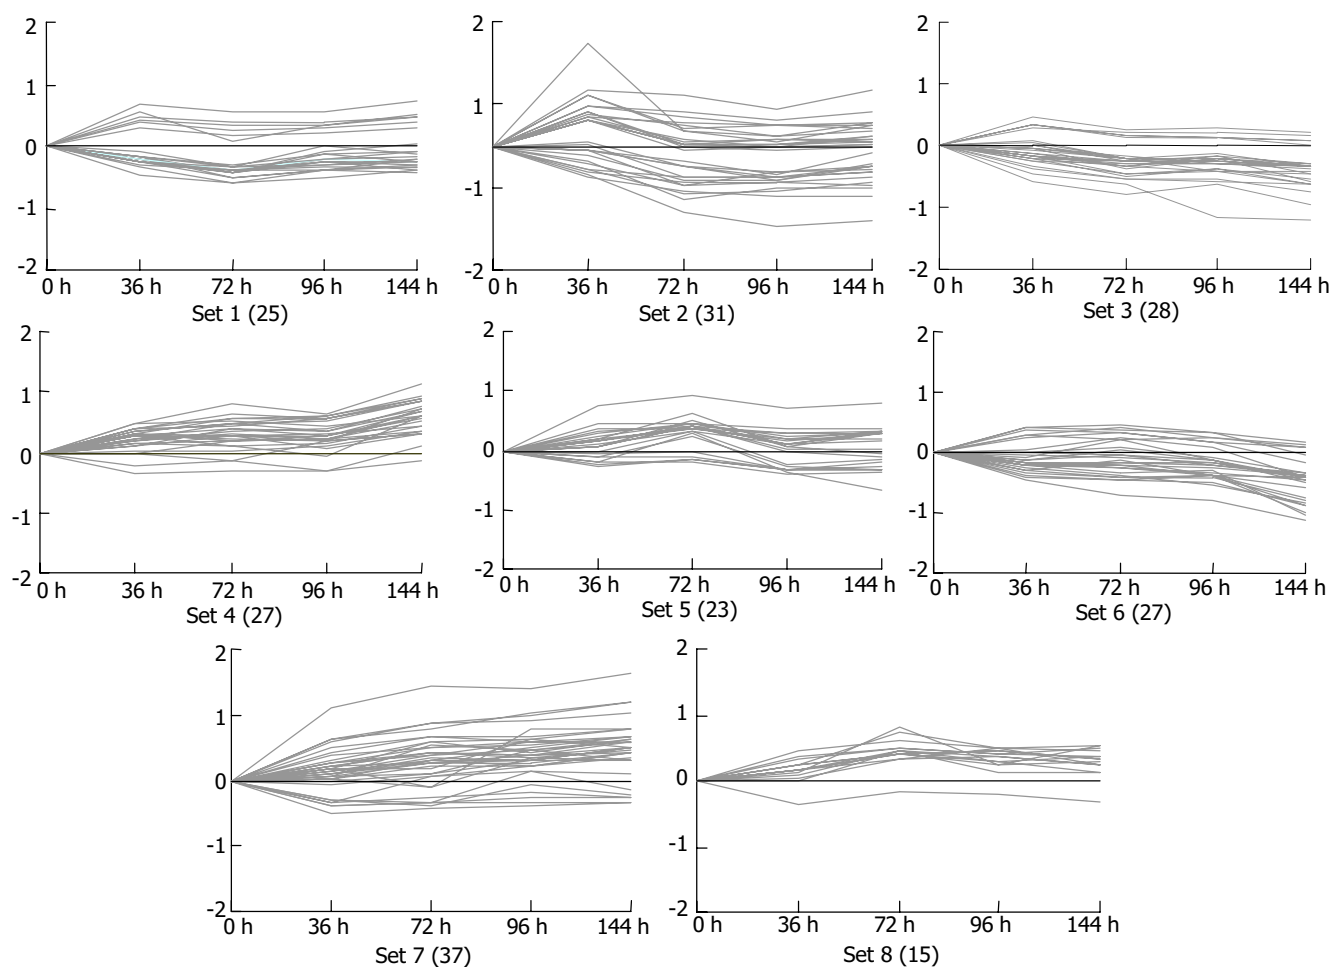 2
1
0
-1
-2
0 h 36 h 72 h 96 h 144 h
Set 1 (25)
2
1
0
-1
-2
0 h 36 h 72 h 96 h 144 h
Set 2 (31)
2
1
0
-1
-2
0 h 36 h 72 h 96 h 144 h
Set 3 (28)
2
1
0
-1
-2
0 h 36 h 72 h 96 h 144 h
Set 4 (27)
2
1
0
-1
-2
0 h 36 h 72 h 96 h 144 h
Set 5 (23)
2
1
0
-1
-2
0 h 36 h 72 h 96 h 144 h
Set 6 (27)
2
1
0
-1
-2
0 h 36 h 72 h 96 h 144 h
Set 7 (37)
2
1
0
-1
-2
0 h 36 h 72 h 96 h 144 h
Set 8 (15)